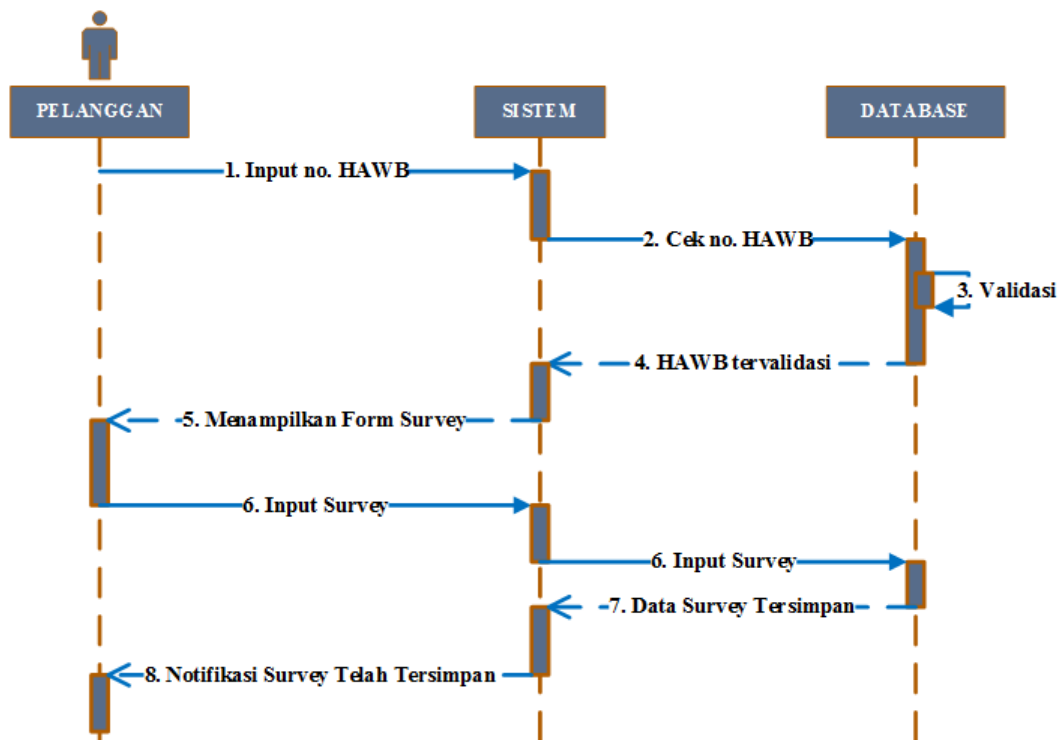 PELANGGAN
SISTEM
DATABASE
1. Input no. HAWB
2. Cek no. HAWB
3. Validasi
4. HAWB tervalidasi
5. Menampilkan Form Survey
6. Input Survey
6. Input Survey
7. Data Survey Tersimpan
8. Notifikasi Survey Telah Tersimpan